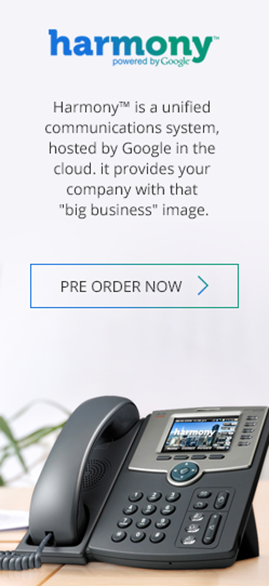 harmony™
powered by Google
Harmony™ is a unified
communications system,
hosted by Google in the
cloud. it provides your
company with that
"big business" image.
PRE ORDER NOW
harmony